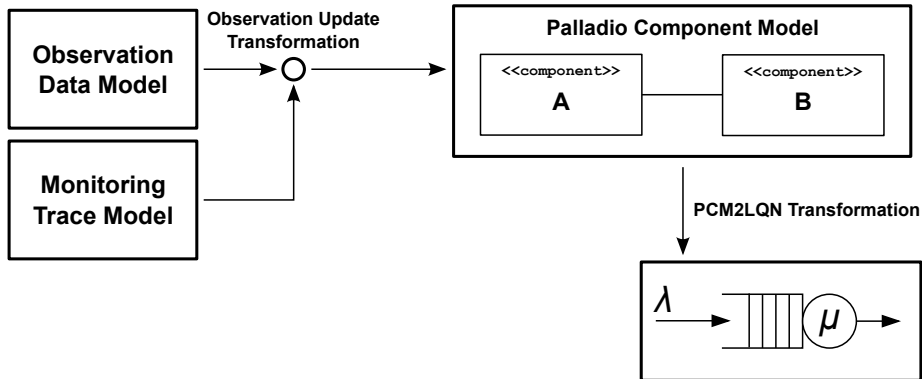 Observation
Data Model
Observation Update
Transformation
Monitoring
Trace Model
Palladio Component Model
<<component>>
A
<<component>>
B
PCM2LQN Transformation
λ
μ